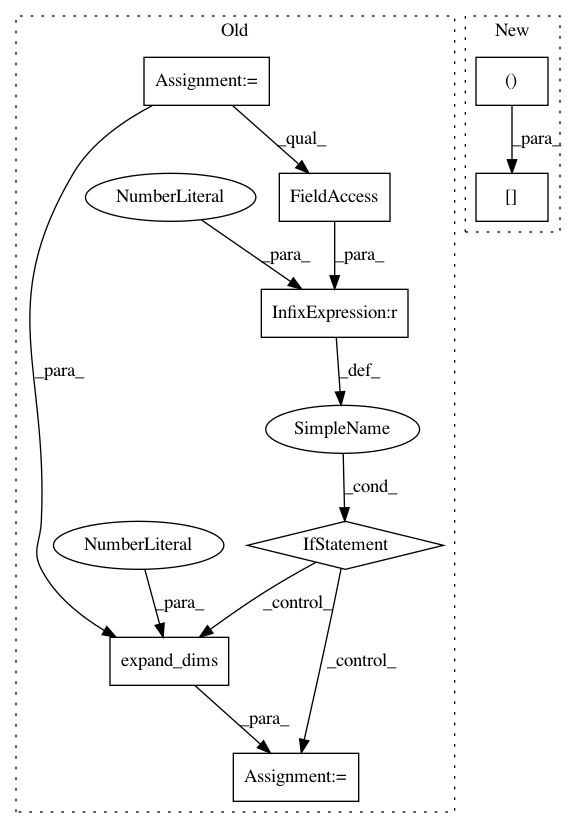 Old
New
Assignment:=
()
_qual_
_para_
NumberLiteral
FieldAccess
[]
_para_
_para_
InfixExpression:r
_para_
_def_
SimpleName
_cond_
NumberLiteral
IfStatement
_para_
_control_
expand_dims
_control_
_para_
Assignment:=